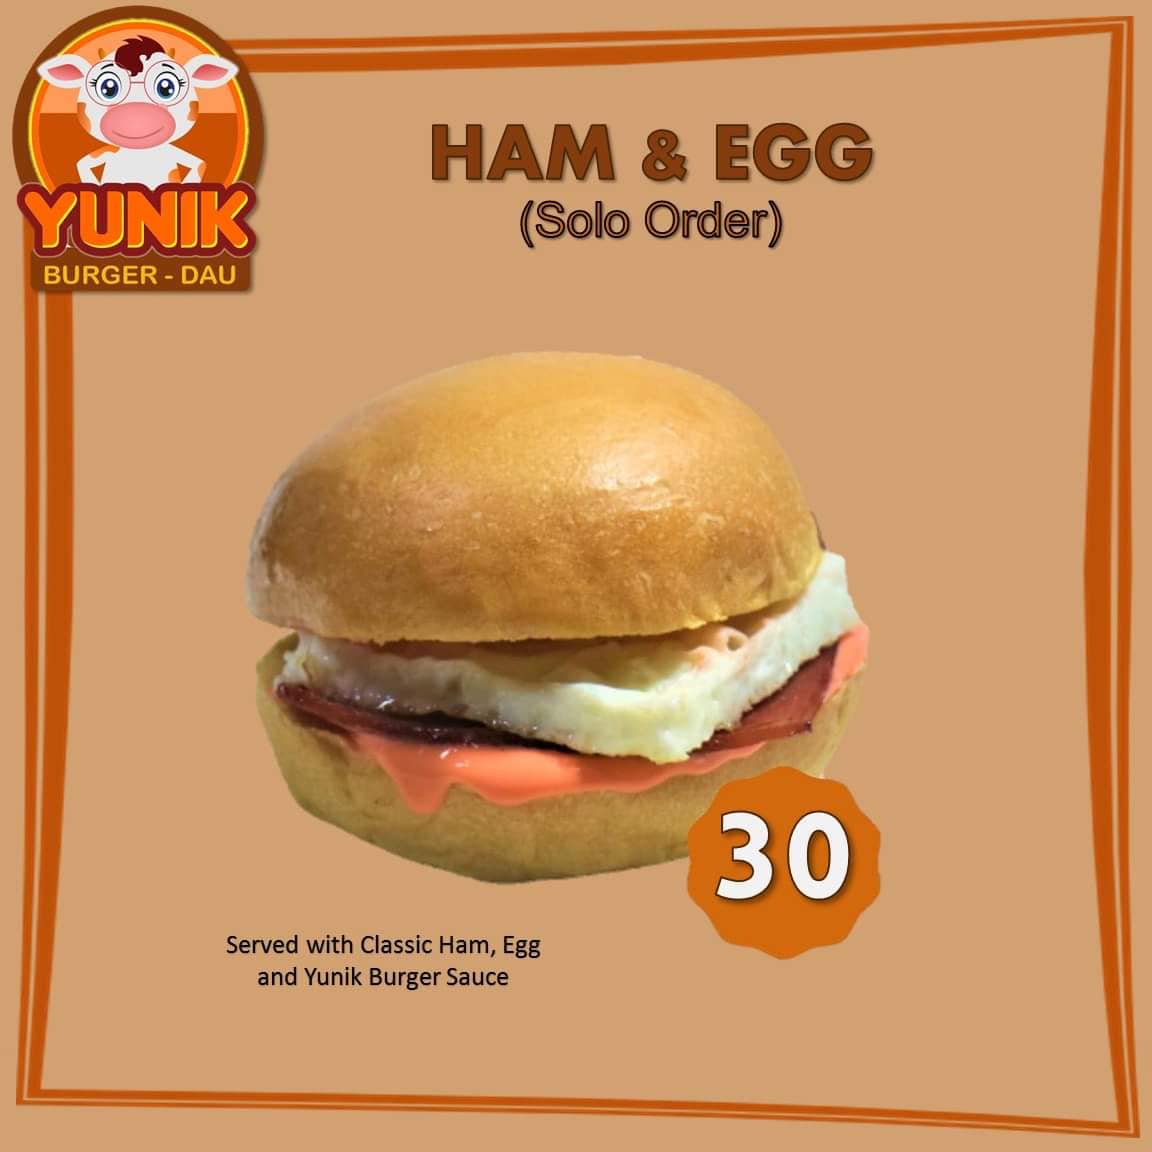 YUNIK
BURGER - DAU
HAM & EGG
(Solo Order)
30
Served with Classic Ham, Egg
and Yunik Burger Sauce